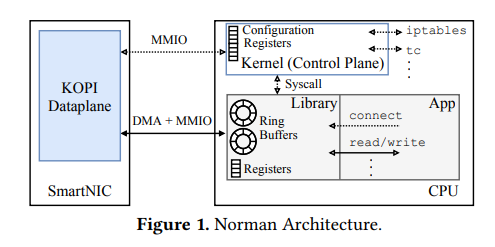 MMIO
Configuration
Registers
Kernel (Control Plane)
iptables
tc
KOPI
Dataplane
Syscall
DMA + MMIO
Library
App
Ring
Buffers
Registers
connect
read/write
SmartNIC
CPU
Figure 1. Norman Architecture.